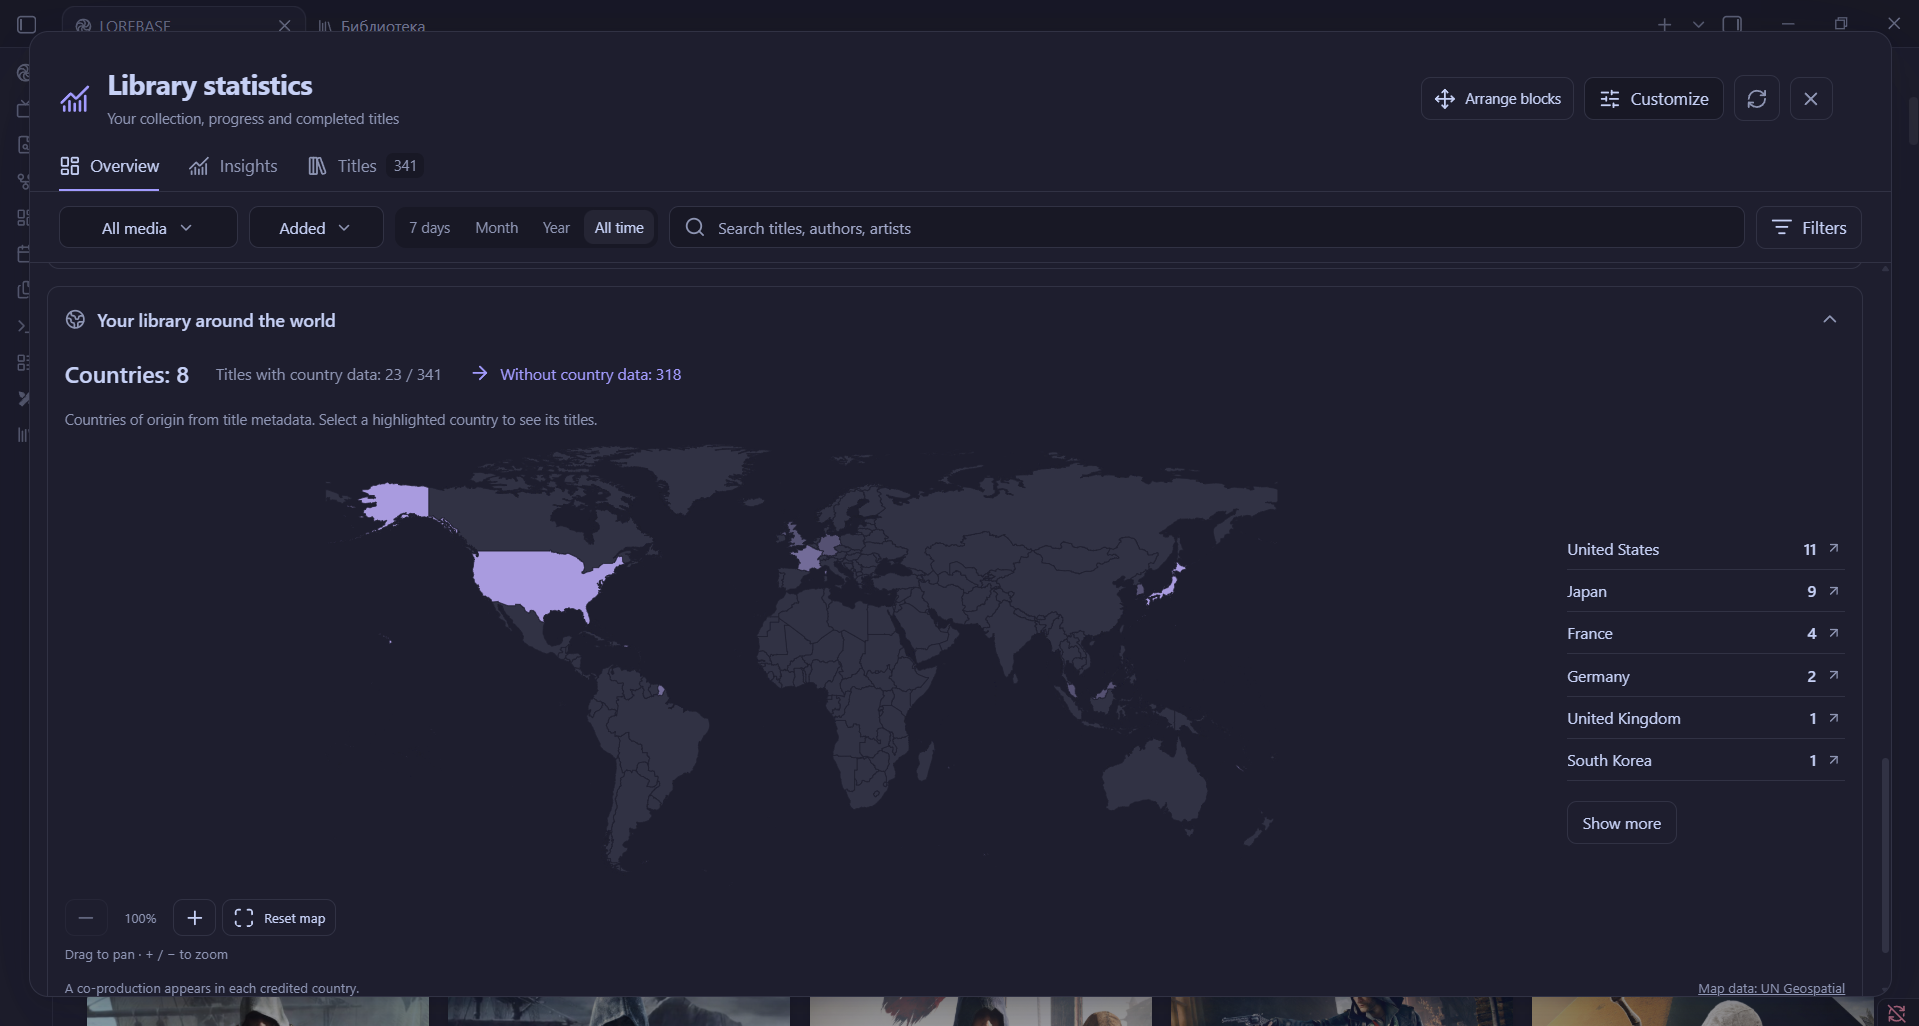 LOREBASE
Библиотека
Library statistics
Your collection, progress and completed titles
Arrange blocks
Customize
Overview
Insights
Titles 341
All media
Added
7 days
Month
Year
All time
Search titles, authors, artists
Filters
Your library around the world
Countries: 8
Titles with country data: 23 / 341
Without country data: 318
Countries of origin from title metadata. Select a highlighted country to see its titles.
United States 11
Japan 9
France 4
Germany 2
United Kingdom 1
South Korea 1
Show more
100%
Reset map
Drag to pan · + / − to zoom
A co-production appears in each credited country.
Map data: UN Geospatial